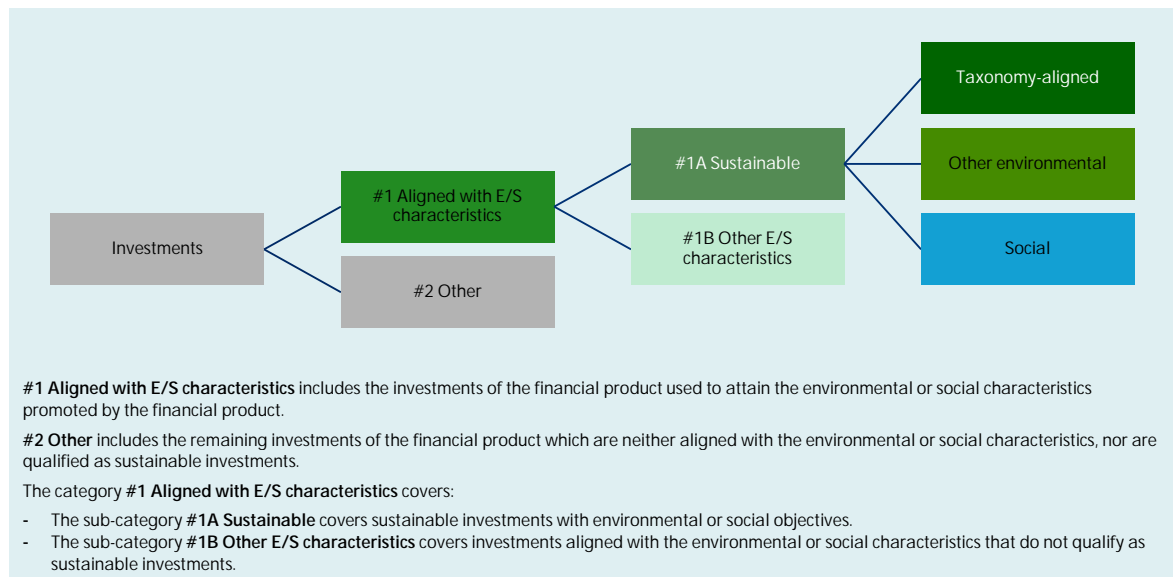 Taxonomy-aligned
#1A Sustainable
Other environmental
#1 Aligned with E/S
characteristics
Investments
#1B Other E/S
characteristics
Social
#2 Other
#1 Aligned with E/S characteristics includes the investments of the financial product used to attain the environmental or social characteristics
promoted by the financial product.
#2 Other includes the remaining investments of the financial product which are neither aligned with the environmental or social characteristics, nor are
qualified as sustainable investments.
The category #1 Aligned with E/S characteristics covers:
- The sub-category #1A Sustainable covers sustainable investments with environmental or social objectives.
- The sub-category #1B Other E/S characteristics covers investments aligned with the environmental or social characteristics that do not qualify as
sustainable investments.